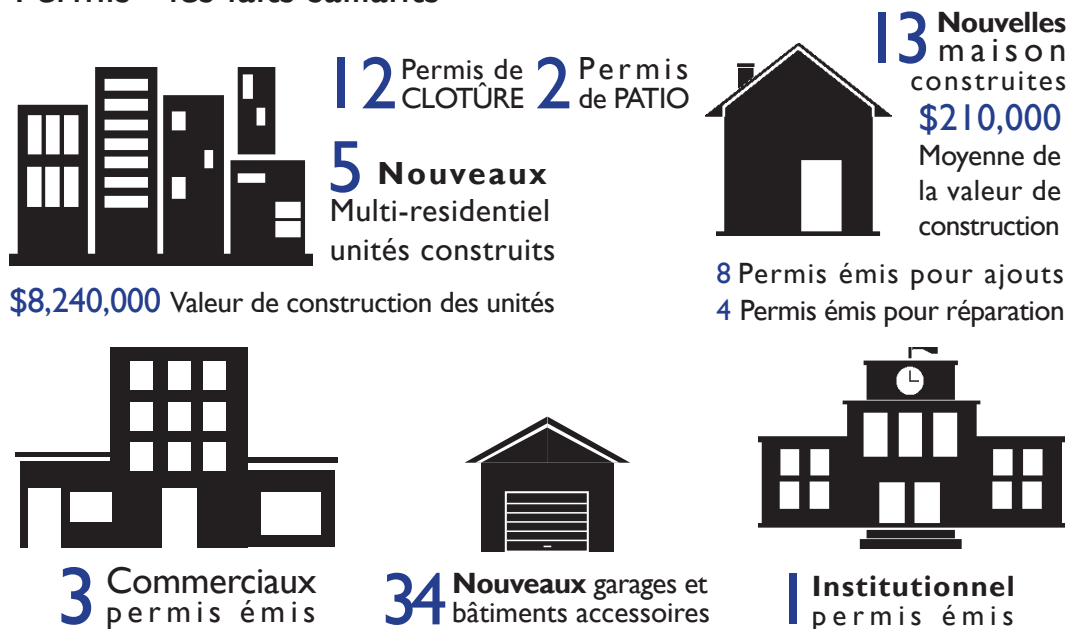 12 Permis de CLOTÛRE
2 Permis de PATIO
5 Nouveaux
Multi-residentiel
unités construits
$8,240,000 Valeur de construction des unités
13 Nouvelles
maison
construites
$210,000
Moyenne de
la valeur de
construction
8 Permis émis pour ajouts
4 Permis émis pour réparation
3 Commerciaux
permis émis
34 Nouveaux garages et
bâtiments accessoires
1 Institutionnel
permis émis